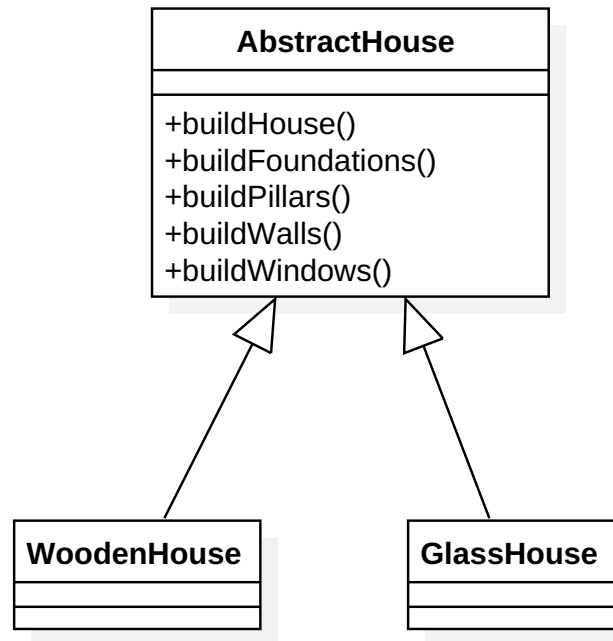 AbstractHouse
+buildHouse()
+buildFoundations()
+buildPillars()
+buildWalls()
+buildWindows()
WoodenHouse
GlassHouse